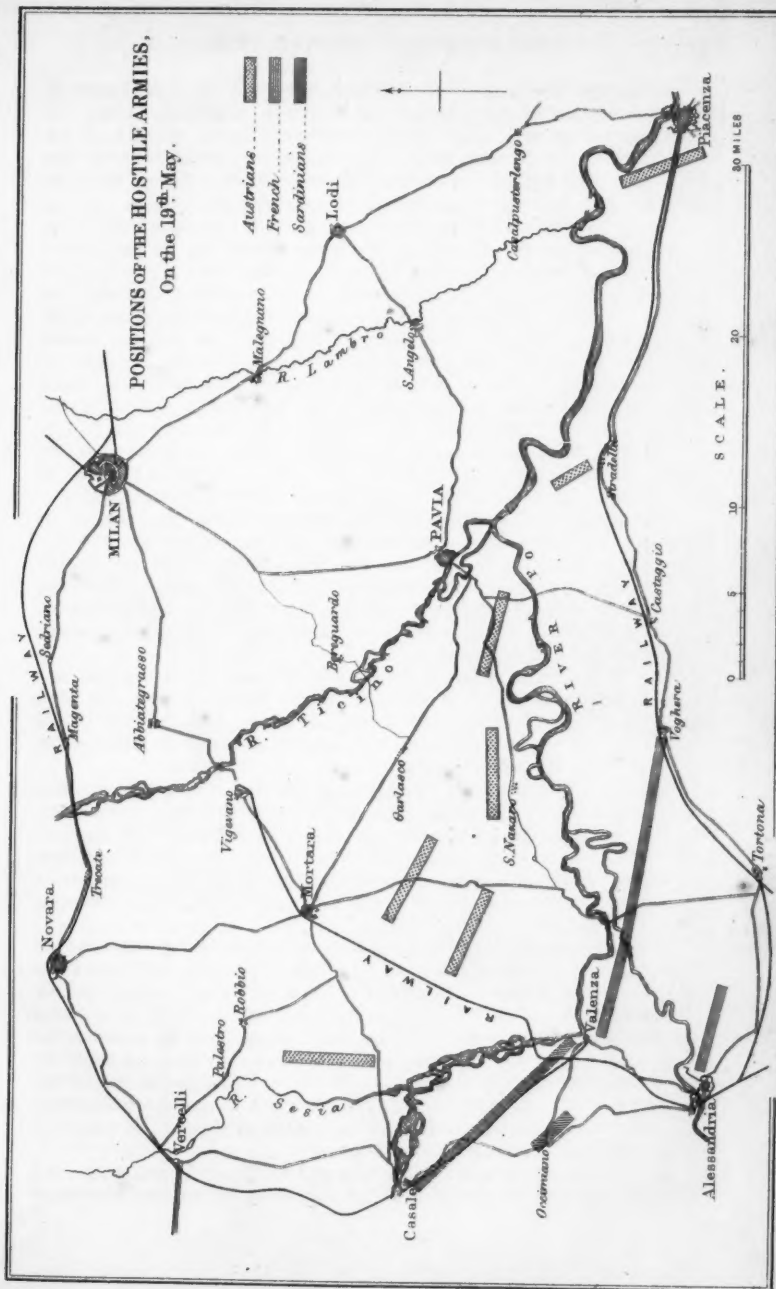 POSITIONS OF THE HOSTILE ARMIES,
On the 19th May.
Austrians
French
Sardinians
Novara
Trecate
RAILWAY
Magenta
Sedriano
MILAN
Abbiategrasso
Vigevano
Malegnano
R. Lambro
Lodi
S. Angelo
Casalpusterlengo
Piacenza
Vercelli
Palestro
Robbio
R. Sesia
Mortara
Bereguardo
R. Ticino
Garlasco
PAVIA
S. Nazaro
RIVER PO
RAILWAY
Casale
Occimiano
Valenza
Alessandria
Tortona
Voghera
Casteggio
RAILWAY
Stradella
SCALE.
0 5 10 20 30 MILES